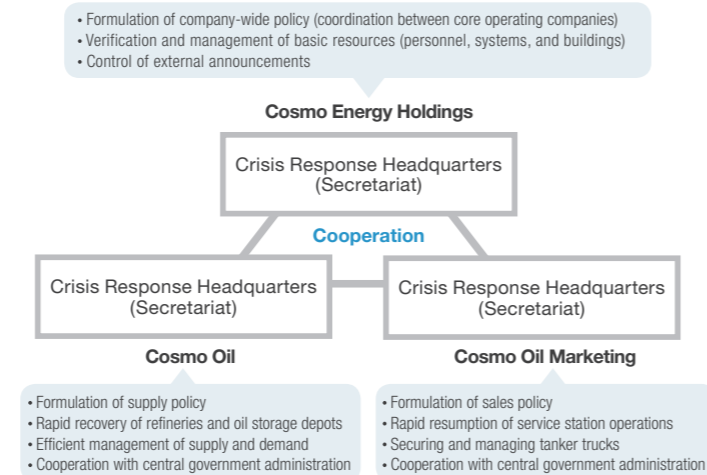 • Formulation of company-wide policy (coordination between core operating companies)
• Verification and management of basic resources (personnel, systems, and buildings)
• Control of external announcements
Cosmo Energy Holdings
Crisis Response Headquarters
(Secretariat)
Cooperation
Crisis Response Headquarters
(Secretariat)
Crisis Response Headquarters
(Secretariat)
Cosmo Oil
Cosmo Oil Marketing
• Formulation of supply policy
• Rapid recovery of refineries and oil storage depots
• Efficient management of supply and demand
• Cooperation with central government administration
• Formulation of sales policy
• Rapid resumption of service station operations
• Securing and managing tanker trucks
• Cooperation with central government administration